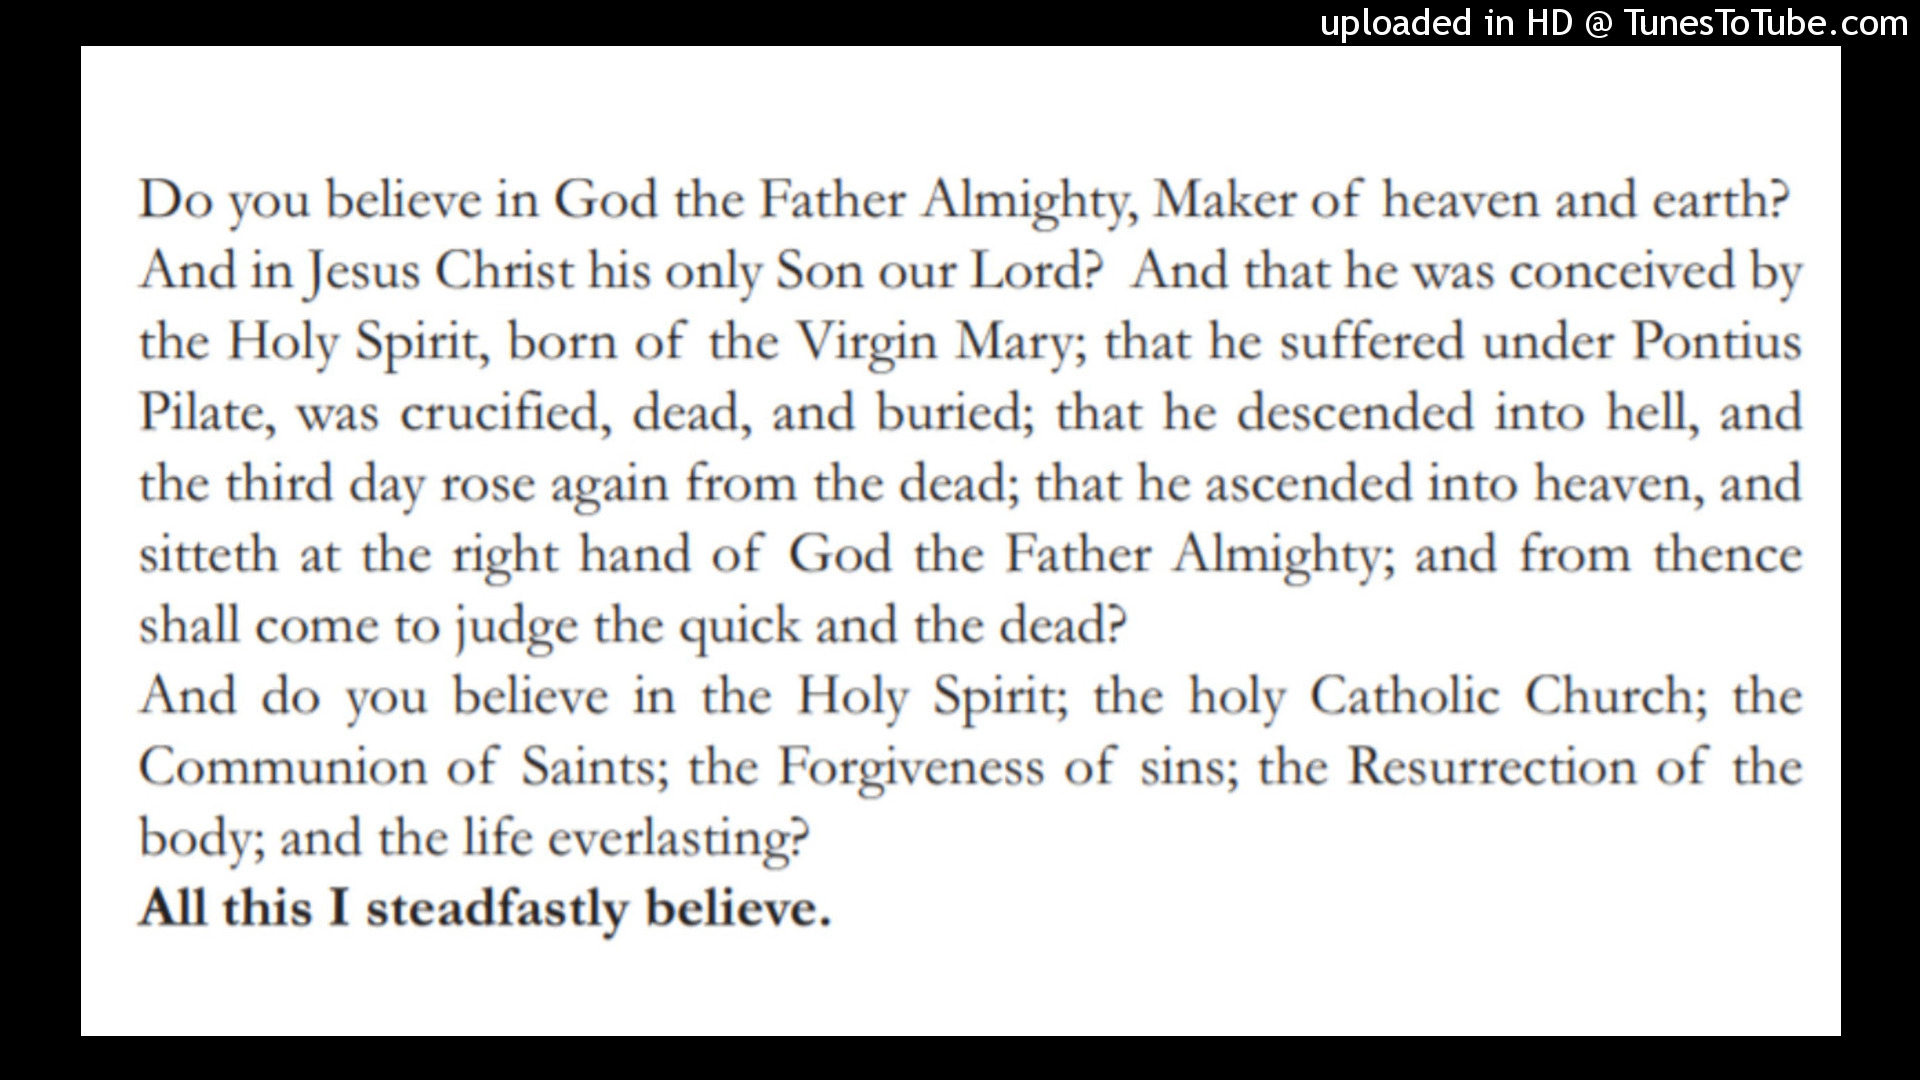 uploaded in HD @ TunesToTube.com
Do you believe in God the Father Almighty, Maker of heaven and earth?
And in Jesus Christ his only Son our Lord? And that he was conceived by
the Holy Spirit, born of the Virgin Mary; that he suffered under Pontius
Pilate, was crucified, dead, and buried; that he descended into hell, and
the third day rose again from the dead; that he ascended into heaven, and
sitteth at the right hand of God the Father Almighty; and from thence
shall come to judge the quick and the dead?
And do you believe in the Holy Spirit; the holy Catholic Church; the
Communion of Saints; the Forgiveness of sins; the Resurrection of the
body; and the life everlasting?
All this I steadfastly believe.